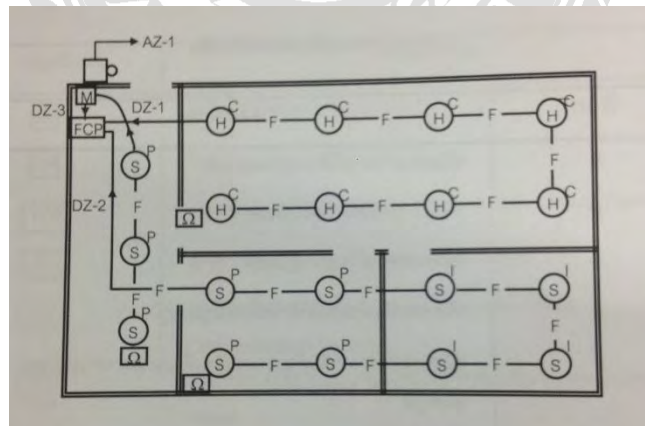 AZ-1
M
DZ-3
DZ-1
FCP
H C F H C F H C F H C
S P
F
F
DZ-2
Ω H C F H C F H C F H C
S P
F
F S P F S P F S I F S I
S P
F
Ω
Ω S P F S P F S I F S I